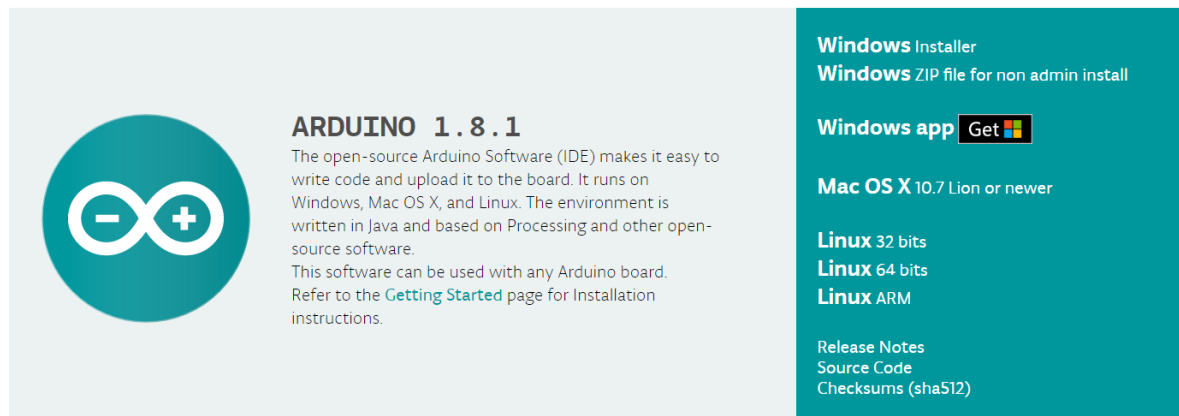 ARDUINO 1.8.1
The open-source Arduino Software (IDE) makes it easy to
write code and upload it to the board. It runs on
Windows, Mac OS X, and Linux. The environment is
written in Java and based on Processing and other open-
source software.
This software can be used with any Arduino board.
Refer to the Getting Started page for Installation
instructions.
Windows Installer
Windows ZIP file for non admin install
Windows app Get
Mac OS X 10.7 Lion or newer
Linux 32 bits
Linux 64 bits
Linux ARM
Release Notes
Source Code
Checksums (sha512)